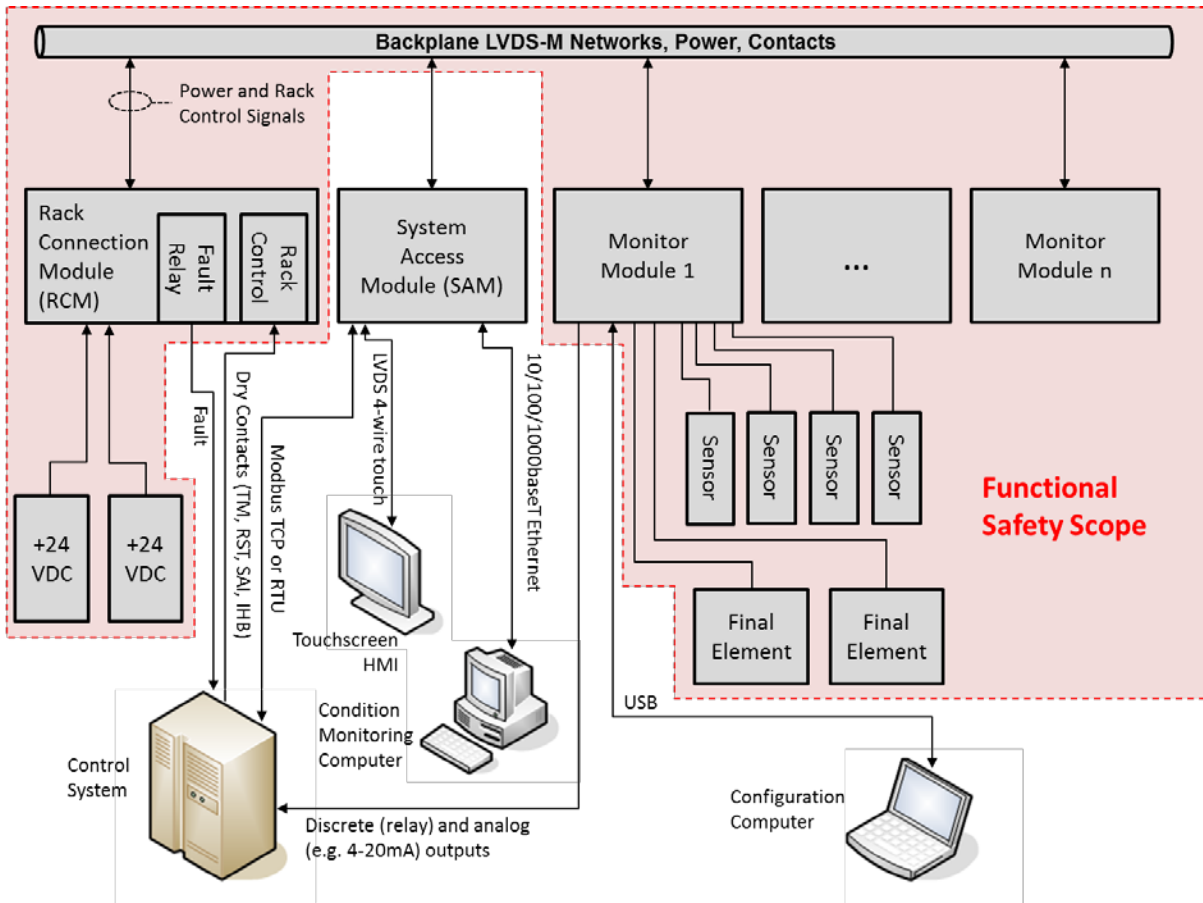 Backplane LVDS-M Networks, Power, Contacts
Power and Rack
Control Signals
Rack
Connection
Module
(RCM)
Fault
Relay
Rack
Control
System
Access
Module (SAM)
Monitor
Module 1
...
Monitor
Module n
Fault
Dry Contacts (TM, RST, SAI, IHB)
Modbus TCP or RTU
LVDS 4-wire touch
10/100/1000baseT Ethernet
Sensor
Sensor
Sensor
Sensor
Functional
Safety Scope
+24
VDC
+24
VDC
Touchscreen
HMI
Final
Element
Final
Element
USB
Condition
Monitoring
Computer
Control
System
Discrete (relay) and analog
(e.g. 4-20mA) outputs
Configuration
Computer